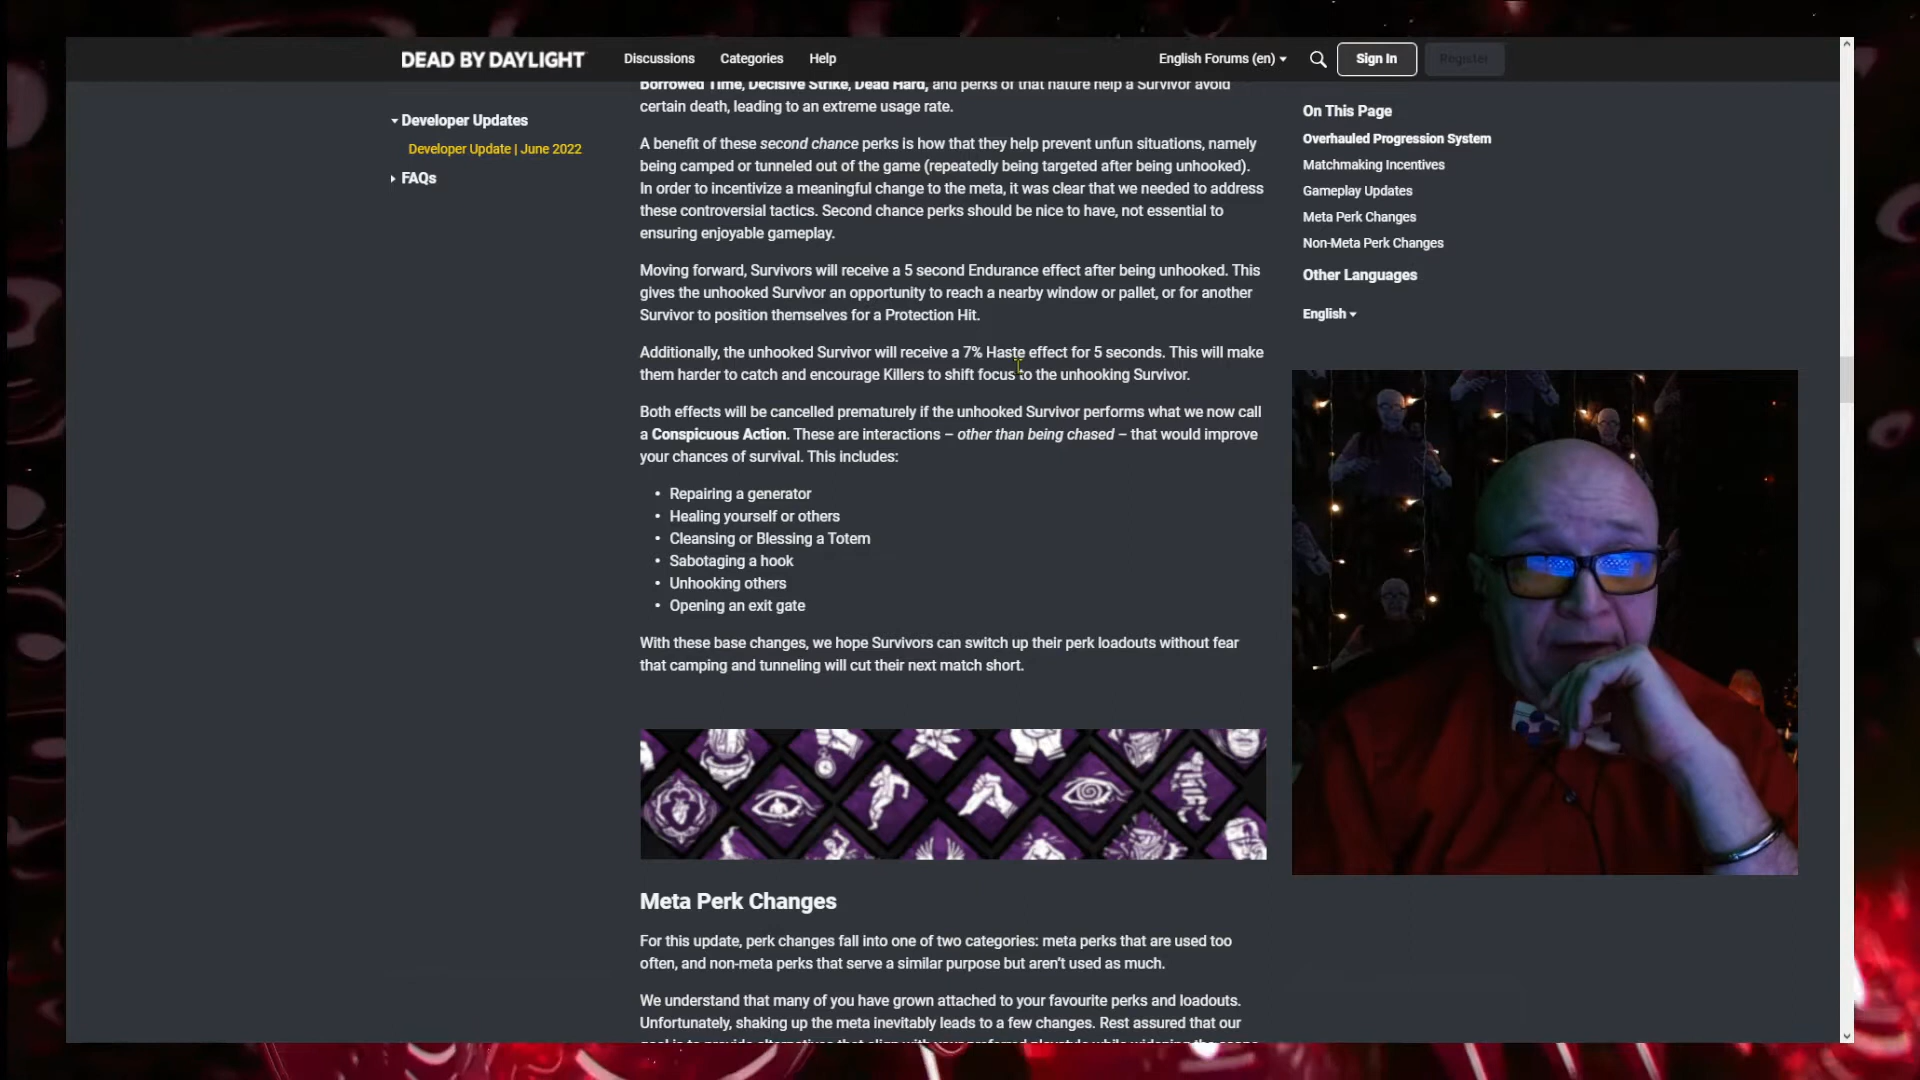 DEAD BY DAYLIGHT
Discussions
Categories
Help
English Forums (en)
Sign In
Register
Developer Updates
Developer Update | June 2022
FAQs
Borrowed Time, Decisive Strike, Dead Hard, and perks of that nature help a Survivor avoid
certain death, leading to an extreme usage rate.
A benefit of these second chance perks is how that they help prevent unfun situations, namely
being camped or tunneled out of the game (repeatedly being targeted after being unhooked).
In order to incentivize a meaningful change to the meta, it was clear that we needed to address
these controversial tactics. Second chance perks should be nice to have, not essential to
ensuring enjoyable gameplay.
Moving forward, Survivors will receive a 5 second Endurance effect after being unhooked. This
gives the unhooked Survivor an opportunity to reach a nearby window or pallet, or for another
Survivor to position themselves for a Protection Hit.
Additionally, the unhooked Survivor will receive a 7% Haste effect for 5 seconds. This will make
them harder to catch and encourage Killers to shift focus to the unhooking Survivor.
Both effects will be cancelled prematurely if the unhooked Survivor performs what we now call
a Conspicuous Action. These are interactions – other than being chased – that would improve
your chances of survival. This includes:
• Repairing a generator
• Healing yourself or others
• Cleansing or Blessing a Totem
• Sabotaging a hook
• Unhooking others
• Opening an exit gate
With these base changes, we hope Survivors can switch up their perk loadouts without fear
that camping and tunneling will cut their next match short.
Meta Perk Changes
For this update, perk changes fall into one of two categories: meta perks that are used too
often, and non-meta perks that serve a similar purpose but aren't used as much.
We understand that many of you have grown attached to your favourite perks and loadouts.
Unfortunately, shaking up the meta inevitably leads to a few changes. Rest assured that our
On This Page
Overhauled Progression System
Matchmaking Incentives
Gameplay Updates
Meta Perk Changes
Non-Meta Perk Changes
Other Languages
English